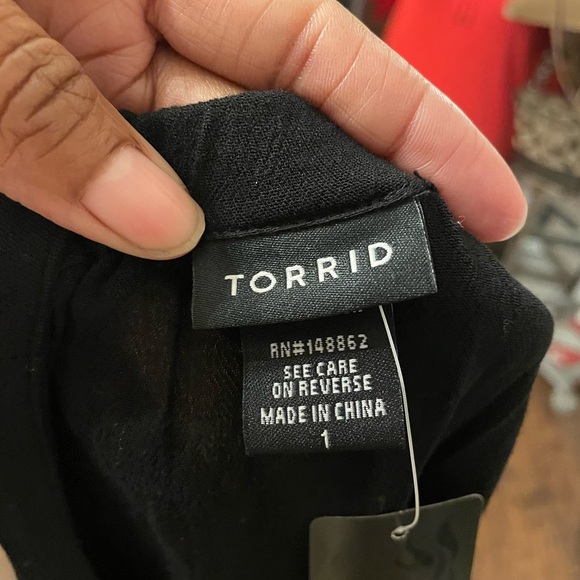 TORRID
RN#148862
SEE CARE
ON REVERSE
MADE IN CHINA
1